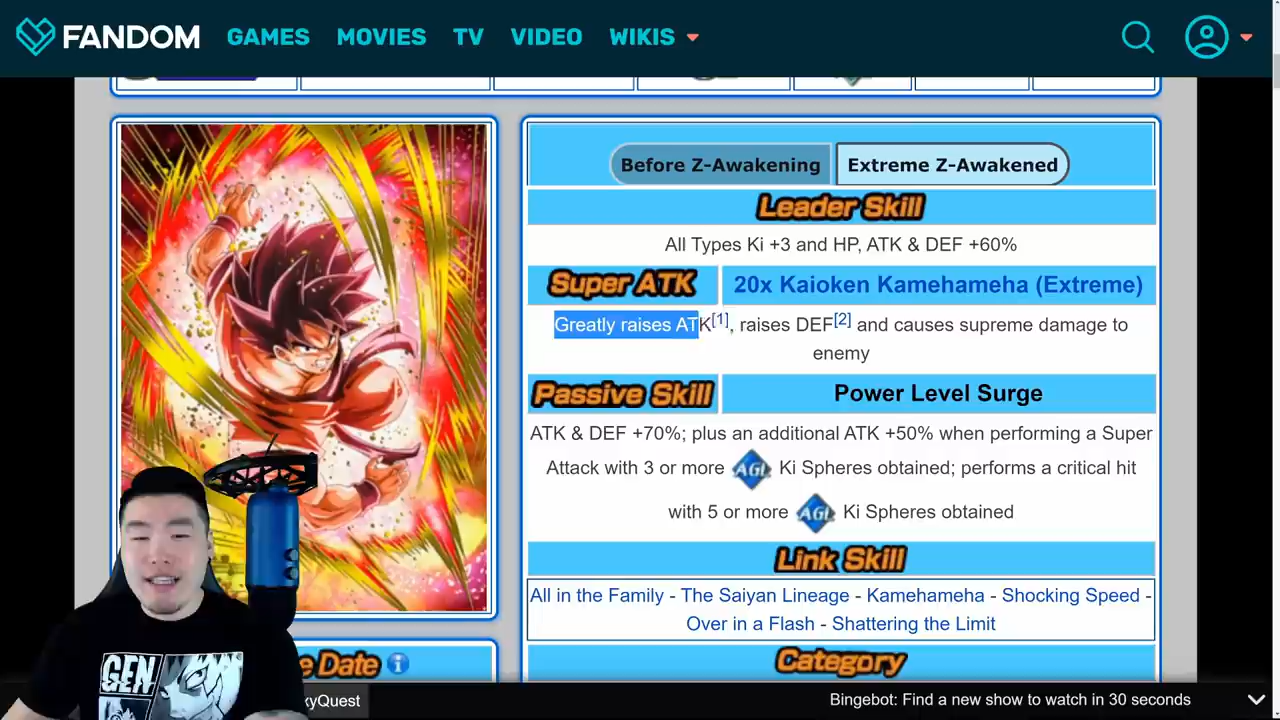 FANDOM GAMES MOVIES TV VIDEO WIKIS
Before Z-Awakening Extreme Z-Awakened
Leader Skill
All Types Ki +3 and HP, ATK & DEF +60%
Super ATK 20x Kaioken Kamehameha (Extreme)
Greatly raises ATK[1], raises DEF[2] and causes supreme damage to
enemy
Passive Skill Power Level Surge
ATK & DEF +70%; plus an additional ATK +50% when performing a Super
Attack with 3 or more AGL Ki Spheres obtained; performs a critical hit
with 5 or more AGL Ki Spheres obtained
Link Skill
All in the Family - The Saiyan Lineage - Kamehameha - Shocking Speed -
Over in a Flash - Shattering the Limit
Date
Category
GEN
xyQuest
Bingebot: Find a new show to watch in 30 seconds